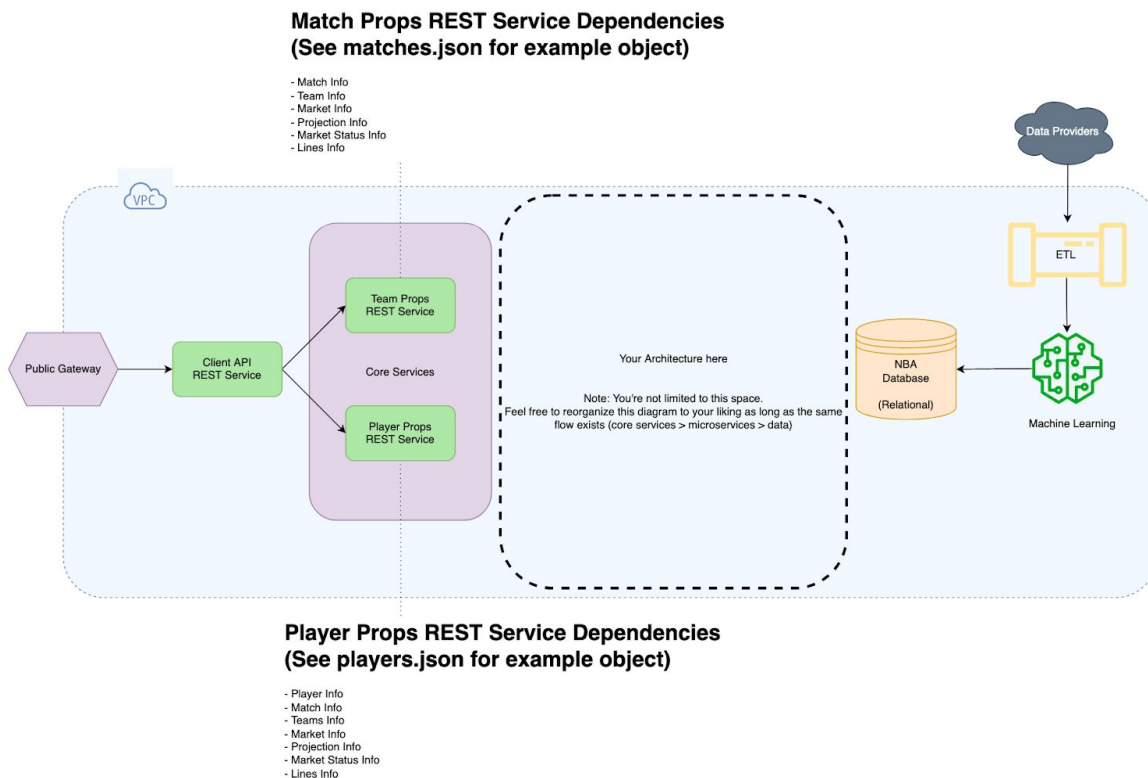 Match Props REST Service Dependencies
(See matches.json for example object)
- Match Info
- Team Info
- Market Info
- Projection Info
- Market Status Info
- Lines Info
Data Providers
VPC
ETL
Team Props
REST Service
Public Gateway
Client API
REST Service
Core Services
Your Architecture here
Note: You're not limited to this space.
Feel free to reorganize this diagram to your liking as long as the same
flow exists (core services > microservices > data)
NBA
Database
(Relational)
Player Props
REST Service
Machine Learning
Player Props REST Service Dependencies
(See players.json for example object)
- Player Info
- Match Info
- Teams Info
- Market Info
- Projection Info
- Market Status Info
- Lines Info